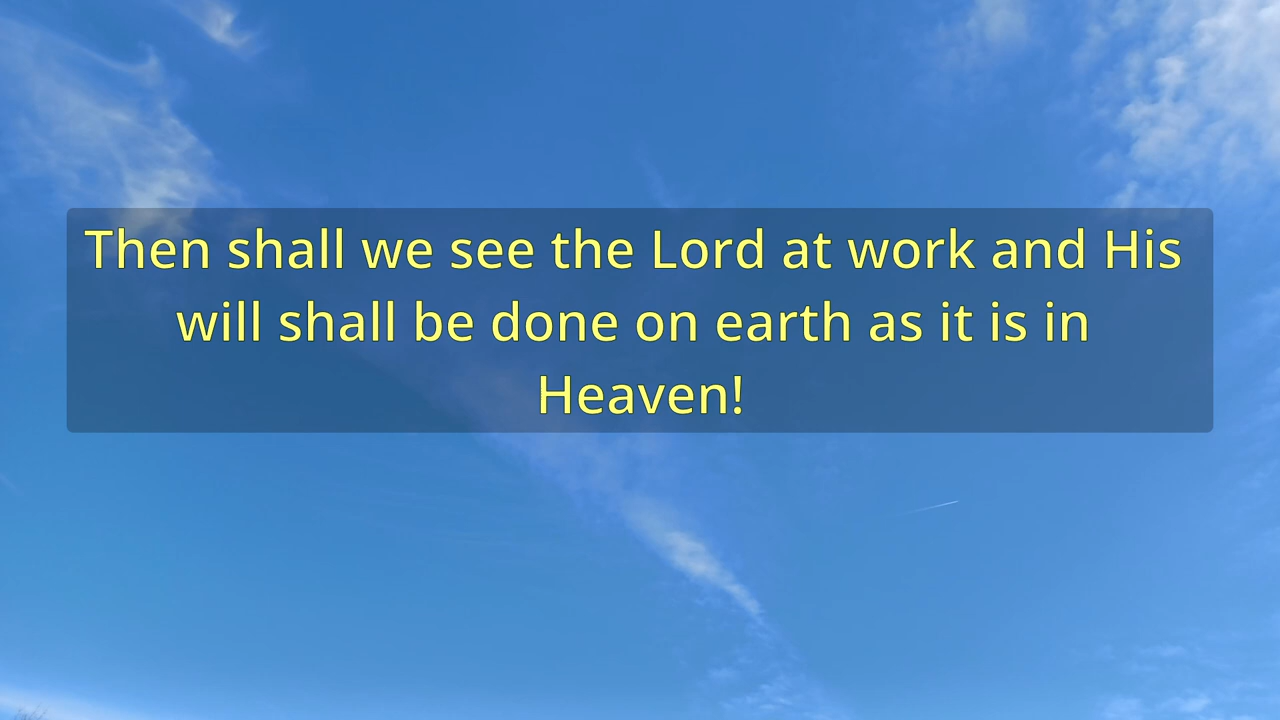 Then shall we see the Lord at work and His
will shall be done on earth as it is in
Heaven!